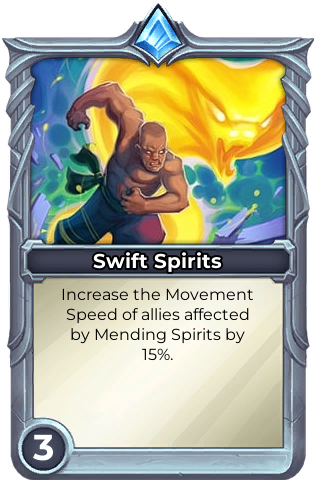 Swift Spirits
Increase the Movement
Speed of allies affected
by Mending Spirits by
15%.
3